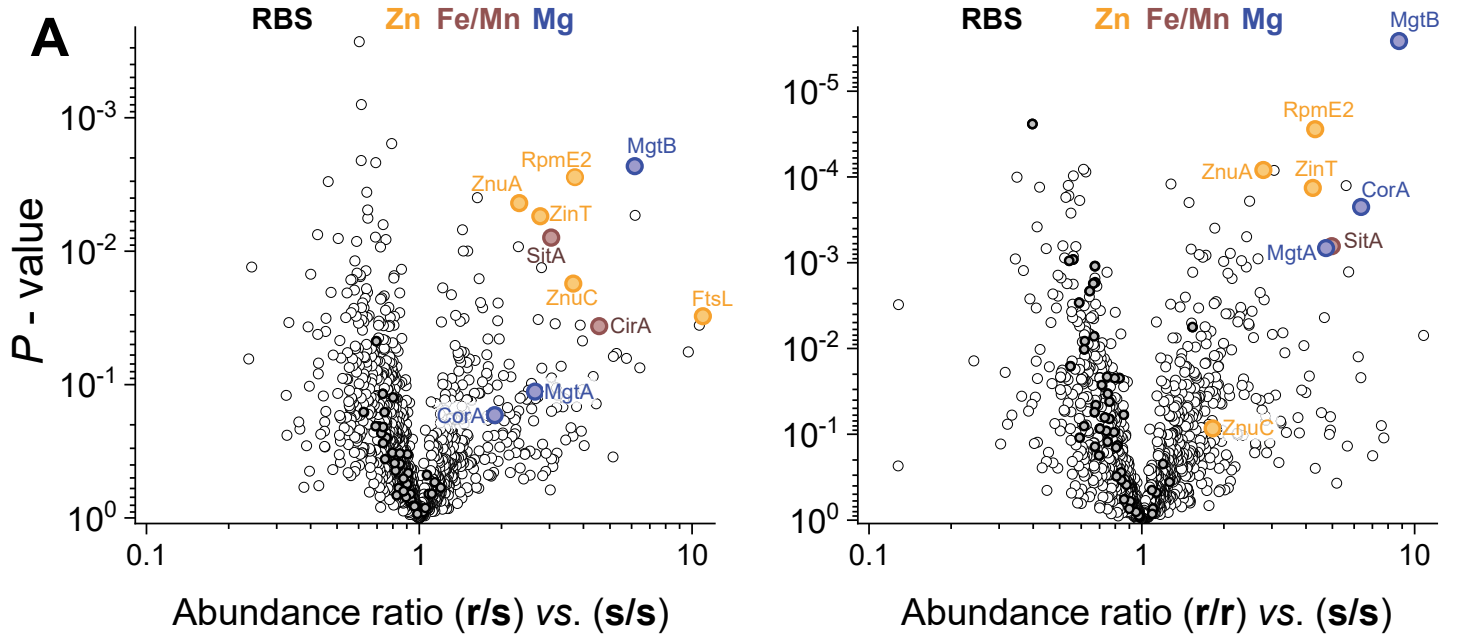 A
RBS Zn Fe/Mn Mg
P - value
10-3
10-2
10-1
100
MgtB
RpmE2
ZnuA
ZinT
SitA
ZnuC
FtsL
CirA
MgtA
CorA
0.1 1 10
Abundance ratio (r/s) vs. (s/s)
RBS Zn Fe/Mn Mg
10-5
10-4
10-3
10-2
10-1
100
MgtB
RpmE2
ZnuA
ZinT
CorA
MgtA
SitA
ZnuC
0.1 1 10
Abundance ratio (r/r) vs. (s/s)